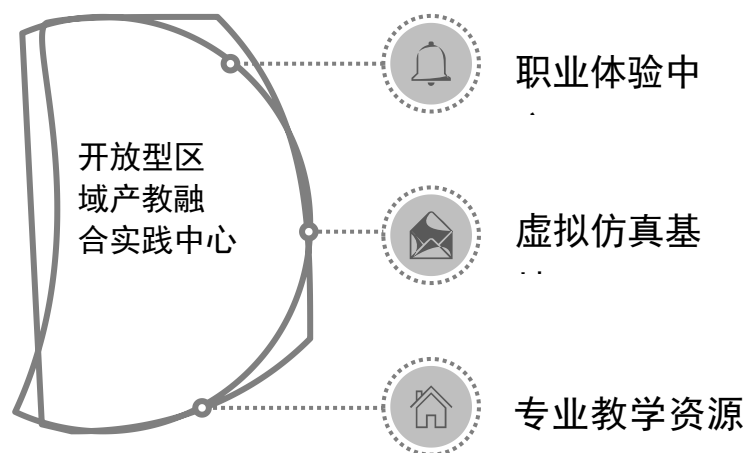 开放型区
域产教融
合实践中心
职业体验中
虚拟仿真基
专业教学资源